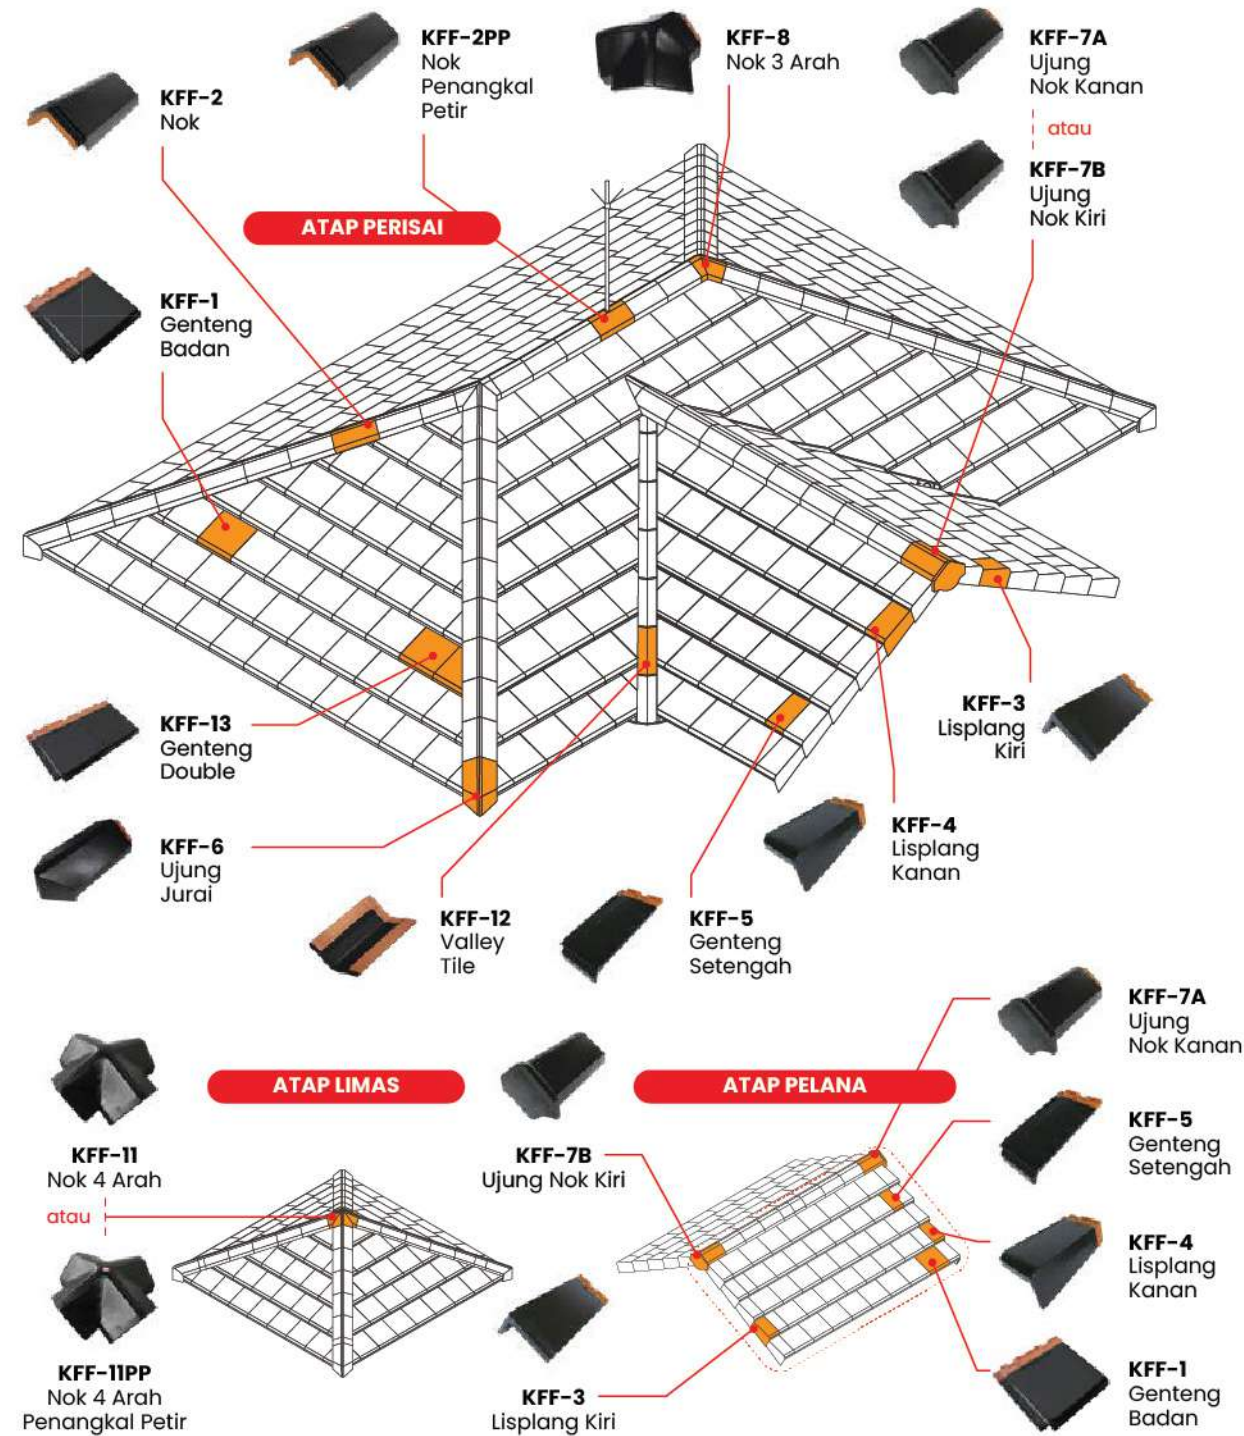 KFF-2PP
Nok
Penangkal
Petir
KFF-8
Nok 3 Arah
KFF-7A
Ujung
Nok Kanan
atau
KFF-7B
Ujung
Nok Kiri
KFF-2
Nok
ATAP PERISAI
KFF-1
Genteng
Badan
KFF-13
Genteng
Double
KFF-6
Ujung
Jurai
KFF-12
Valley
Tile
KFF-5
Genteng
Setengah
KFF-4
Lisplang
Kanan
KFF-3
Lisplang
Kiri
ATAP LIMAS
KFF-11
Nok 4 Arah
atau
KFF-11PP
Nok 4 Arah
Penangkal Petir
ATAP PELANA
KFF-7B
Ujung Nok Kiri
KFF-3
Lisplang Kiri
KFF-7A
Ujung
Nok Kanan
KFF-5
Genteng
Setengah
KFF-4
Lisplang
Kanan
KFF-1
Genteng
Badan